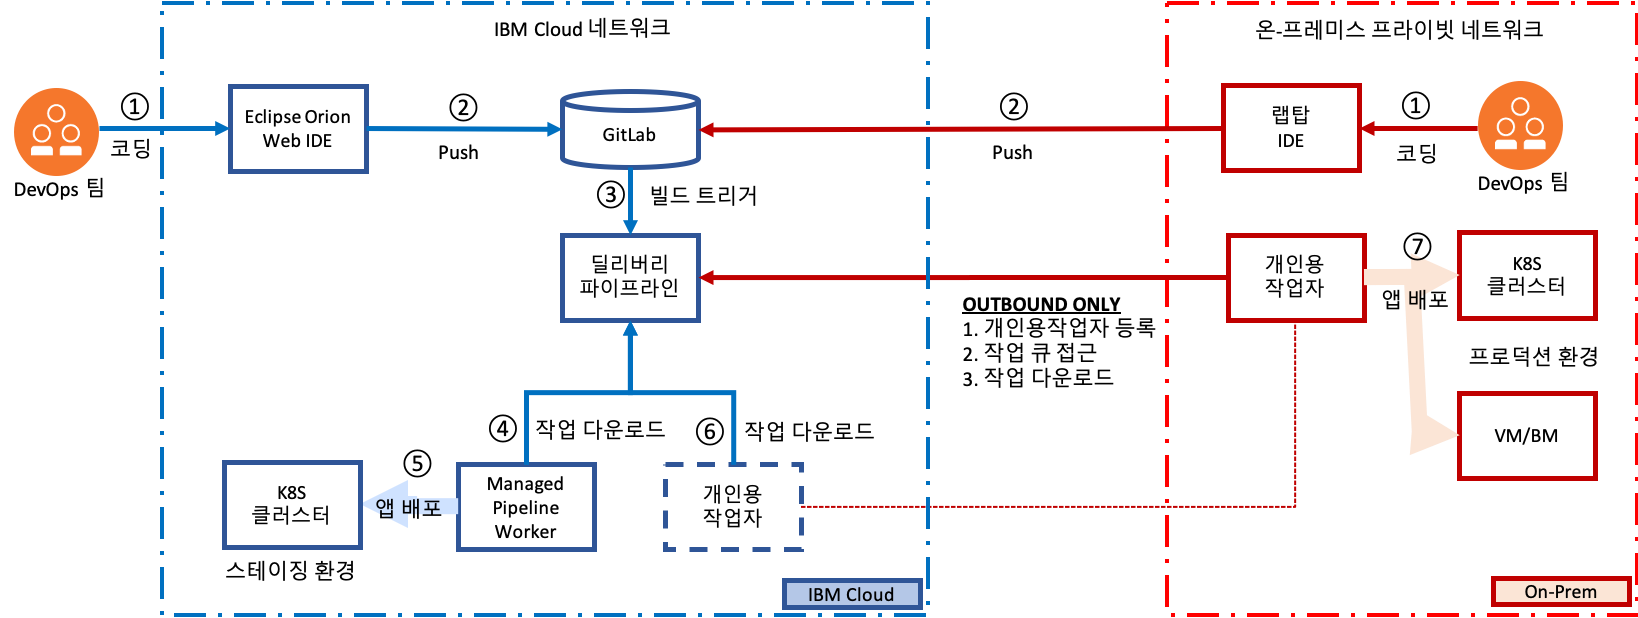 IBM Cloud 네트워크
온-프레미스 프라이빗 네트워크
①
코딩
DevOps 팀
Eclipse Orion
Web IDE
②
Push
GitLab
②
Push
랩탑
IDE
①
코딩
DevOps 팀
③
빌드 트리거
딜리버리
파이프라인
OUTBOUND ONLY
1. 개인용작업자 등록
2. 작업 큐 접근
3. 작업 다운로드
개인용
작업자
⑦
앱 배포
K8S
클러스터
프로덕션 환경
VM/BM
④
작업 다운로드
⑥
작업 다운로드
K8S
클러스터
스테이징 환경
⑤
앱 배포
Managed
Pipeline
Worker
개인용
작업자
IBM Cloud
On-Prem